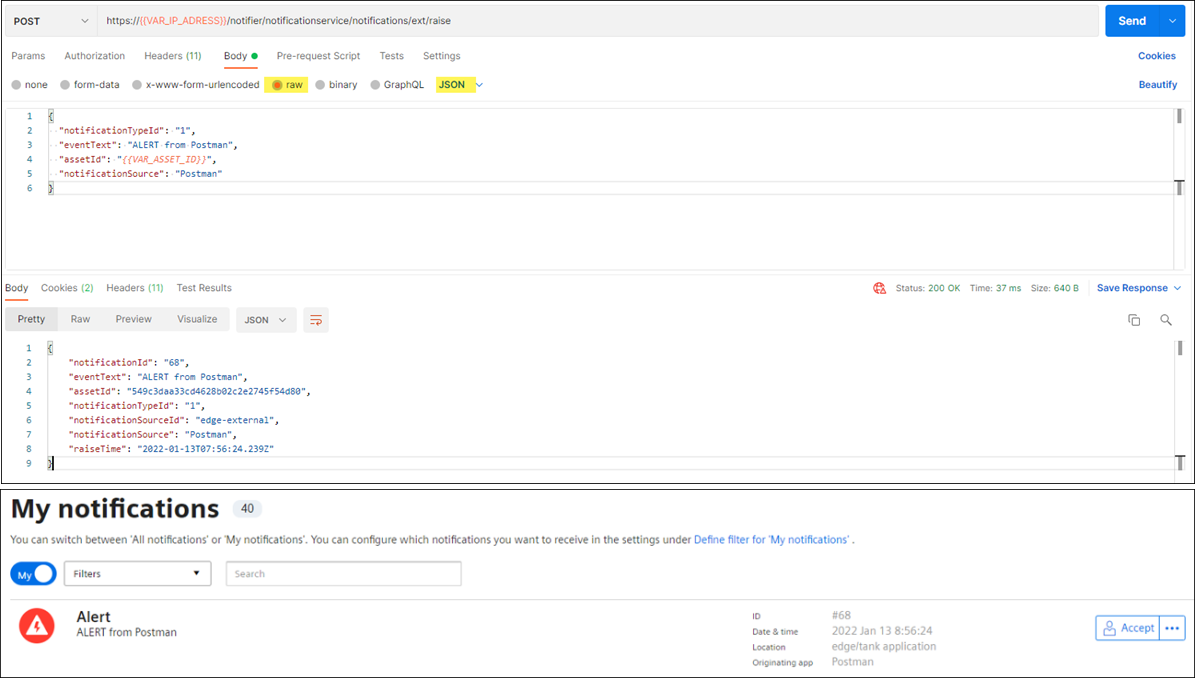 POST https://{{VAR_IP_ADRESS}}/notifier/notificationservice/notifications/ext/raise Send
Params Authorization Headers (11) Body Pre-request Script Tests Settings Cookies
none form-data x-www-form-urlencoded raw binary GraphQL JSON Beautify
1 {
2 "notificationTypeId": "1",
3 "eventText": "ALERT from Postman",
4 "assetId": "{{VAR_ASSET_ID}}",
5 "notificationSource": "Postman"
6 }
Body Cookies (2) Headers (11) Test Results Status: 200 OK Time: 37 ms Size: 640 B Save Response
Pretty Raw Preview Visualize JSON
1 {
2 "notificationId": "68",
3 "eventText": "ALERT from Postman",
4 "assetId": "549c3daa33cd4628b02c2e2745f54d80",
5 "notificationTypeId": "1",
6 "notificationSourceId": "edge-external",
7 "notificationSource": "Postman",
8 "raiseTime": "2022-01-13T07:56:24.239Z"
9 }
My notifications 40
You can switch between 'All notifications' or 'My notifications'. You can configure which notifications you want to receive in the settings under Define filter for 'My notifications' .
My Filters Search
Alert
ALERT from Postman
ID #68
Date & time 2022 Jan 13 8:56:24
Location edge/tank application
Originating app Postman
Accept